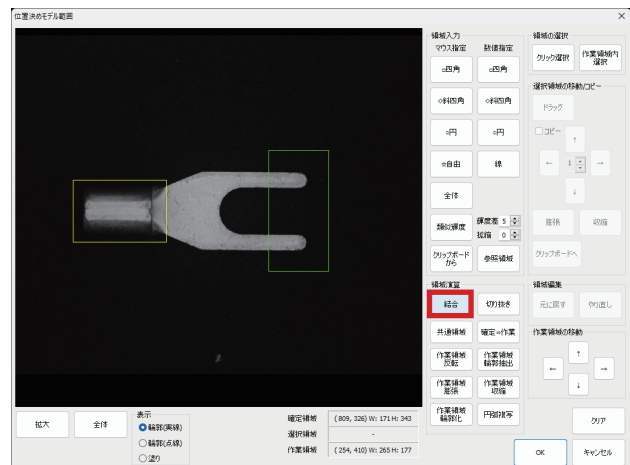 位置決めモデル範囲
領域入力
マウス指定 数値指定
□四角 □四角
◇斜四角 ◇斜四角
○円 ○円
☆自由 線
全体
類似輝度 輝度差 5
拡縮 0
クリップボードから 参照領域
領域演算
結合 切り抜き
共通領域 確定⇔作業
作業領域反転 作業領域輪郭抽出
作業領域膨張 作業領域収縮
作業領域輪郭化 円弧複写
領域の選択
クリック選択 作業領域内選択
選択領域の移動/コピー
ドラッグ
コピー
↑
← 1 →
↓
膨張 収縮
クリップボードへ
領域編集
元に戻す やり直し
作業領域の移動
↑
← →
↓
クリア
OK キャンセル
拡大 全体
表示
輪郭(実線)
輪郭(点線)
塗り
確定領域 (809, 326) W: 171 H: 343
選択領域 -
作業領域 (254, 410) W: 265 H: 177